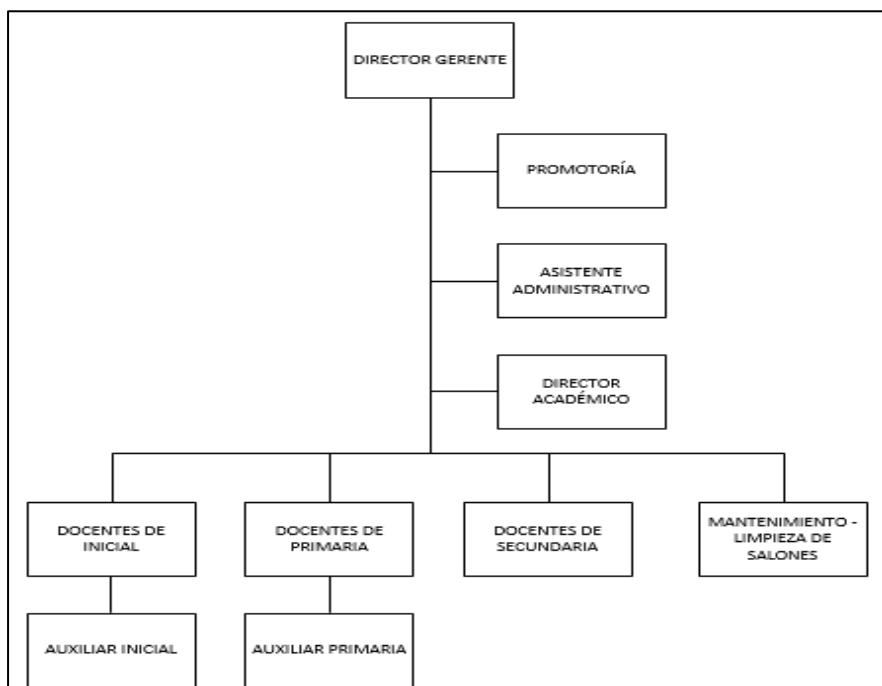 DIRECTOR GERENTE
PROMOTORÍA
ASISTENTE
ADMINISTRATIVO
DIRECTOR
ACADÉMICO
DOCENTES DE
INICIAL
DOCENTES DE
PRIMARIA
DOCENTES DE
SECUNDARIA
MANTENIMIENTO -
LIMPIEZA DE
SALONES
AUXILIAR INICIAL
AUXILIAR PRIMARIA